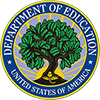 DEPARTMENT OF EDUCATION
UNITED STATES OF AMERICA